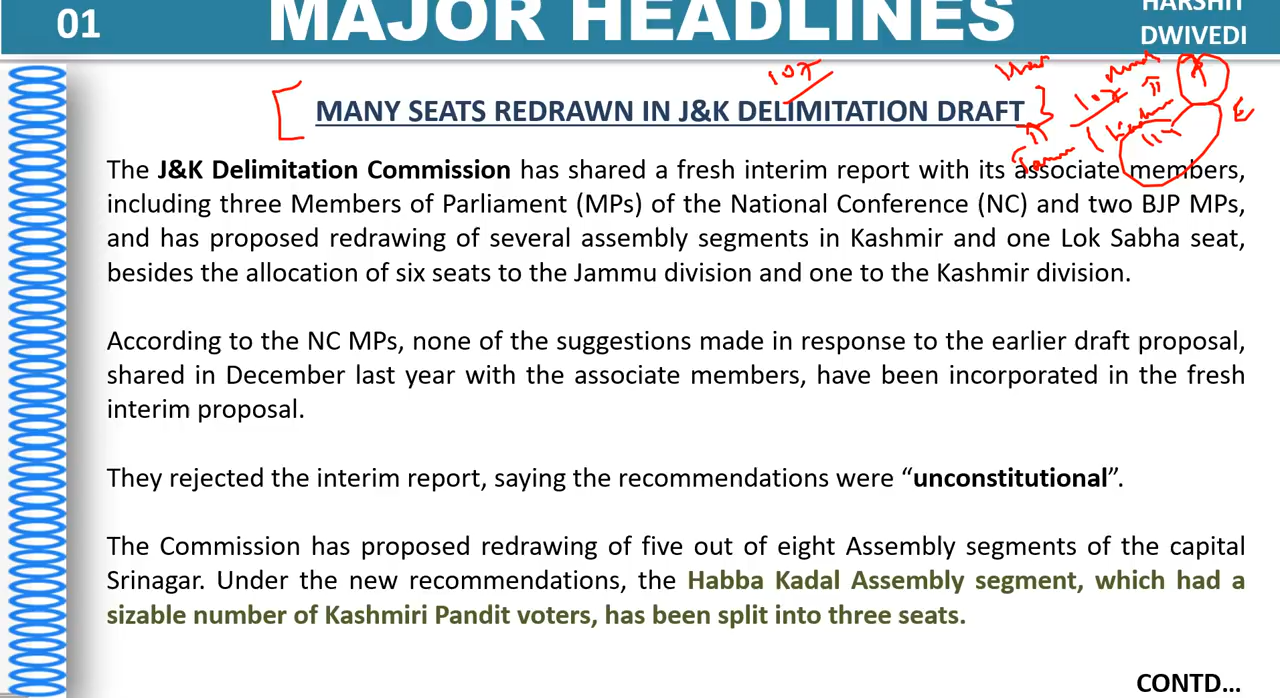 01
MAJOR HEADLINES
HARSHIT
DWIVEDI
MANY SEATS REDRAWN IN J&K DELIMITATION DRAFT
The J&K Delimitation Commission has shared a fresh interim report with its associate members,
including three Members of Parliament (MPs) of the National Conference (NC) and two BJP MPs,
and has proposed redrawing of several assembly segments in Kashmir and one Lok Sabha seat,
besides the allocation of six seats to the Jammu division and one to the Kashmir division.
According to the NC MPs, none of the suggestions made in response to the earlier draft proposal,
shared in December last year with the associate members, have been incorporated in the fresh
interim proposal.
They rejected the interim report, saying the recommendations were “unconstitutional”.
The Commission has proposed redrawing of five out of eight Assembly segments of the capital
Srinagar. Under the new recommendations, the Habba Kadal Assembly segment, which had a
sizable number of Kashmiri Pandit voters, has been split into three seats.
CONTD...